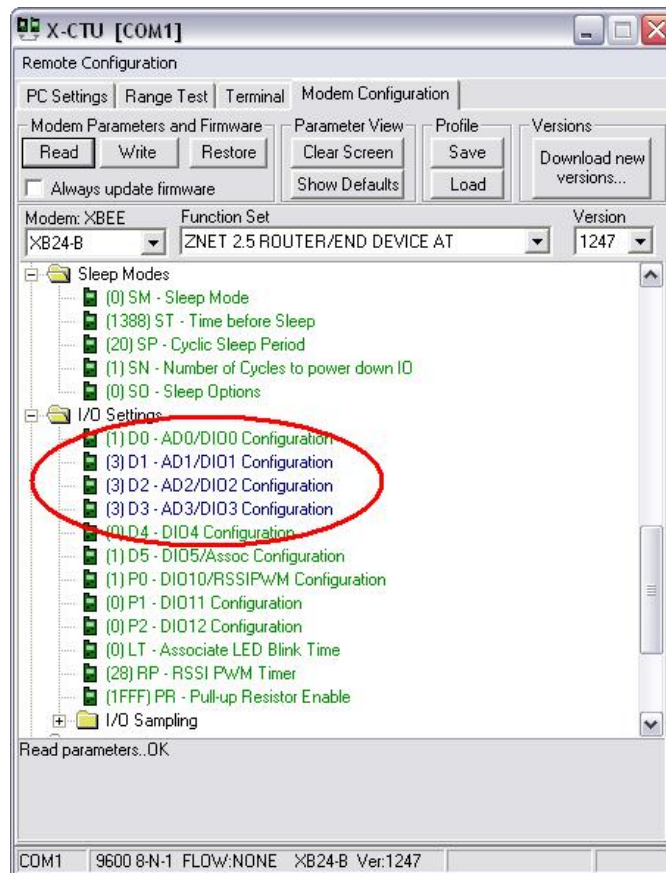 X-CTU [COM1]
Remote Configuration
PC Settings Range Test Terminal Modem Configuration
Modem Parameters and Firmware Parameter View Profile Versions
Read Write Restore Clear Screen Save Download new versions...
Always update firmware Show Defaults Load
Modem: XBEE Function Set Version
XB24-B ZNET 2.5 ROUTER/END DEVICE AT 1247
Sleep Modes
(0) SM - Sleep Mode
(1388) ST - Time before Sleep
(20) SP - Cyclic Sleep Period
(1) SN - Number of Cycles to power down IO
(0) SO - Sleep Options
I/O Settings
(1) D0 - AD0/DIO0 Configuration
(3) D1 - AD1/DIO1 Configuration
(3) D2 - AD2/DIO2 Configuration
(3) D3 - AD3/DIO3 Configuration
(0) D4 - DIO4 Configuration
(1) D5 - DIO5/Assoc Configuration
(1) P0 - DIO10/RSSIPWM Configuration
(0) P1 - DIO11 Configuration
(0) P2 - DIO12 Configuration
(0) LT - Associate LED Blink Time
(28) RP - RSSI PWM Timer
(1FFF) PR - Pull-up Resistor Enable
I/O Sampling
Read parameters..OK
COM1 9600 8-N-1 FLOW:NONE XB24-B Ver:1247